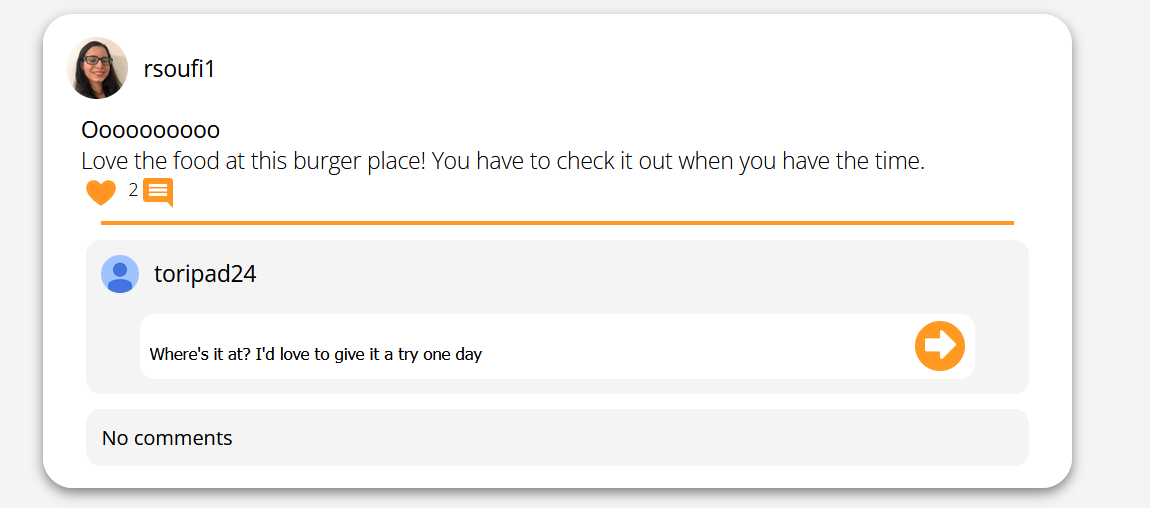 rsoufi1
Oooooooooo
Love the food at this burger place! You have to check it out when you have the time.
2
toripad24
Where's it at? I'd love to give it a try one day
No comments